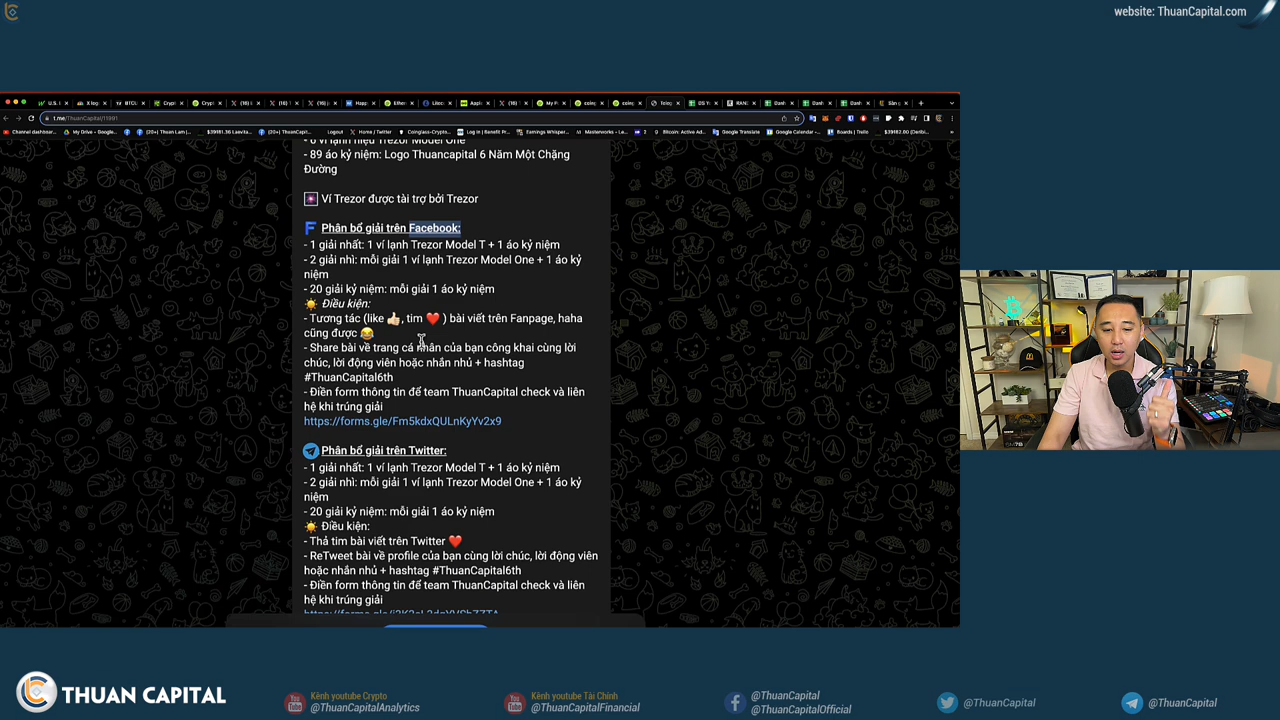 website: ThuanCapital.com
t.me/ThuanCapital/11991
- 6 ví lạnh hiệu Trezor Model One
- 89 áo kỷ niệm: Logo Thuancapital 6 Năm Một Chặng
Đường
Ví Trezor được tài trợ bởi Trezor
Phân bổ giải trên Facebook:
- 1 giải nhất: 1 ví lạnh Trezor Model T + 1 áo kỷ niệm
- 2 giải nhì: mỗi giải 1 ví lạnh Trezor Model One + 1 áo kỷ
niệm
- 20 giải kỷ niệm: mỗi giải 1 áo kỷ niệm
☀️ Điều kiện:
- Tương tác (like 👍🏻, tim ❤️ ) bài viết trên Fanpage, haha
cũng được 😂
- Share bài về trang cá nhân của bạn công khai cùng lời
chúc, lời động viên hoặc nhắn nhủ + hashtag
#ThuanCapital6th
- Điền form thông tin để team ThuanCapital check và liên
hệ khi trúng giải
https://forms.gle/Fm5kdxQULnKyYv2x9
Phân bổ giải trên Twitter:
- 1 giải nhất: 1 ví lạnh Trezor Model T + 1 áo kỷ niệm
- 2 giải nhì: mỗi giải 1 ví lạnh Trezor Model One + 1 áo kỷ
niệm
- 20 giải kỷ niệm: mỗi giải 1 áo kỷ niệm
☀️ Điều kiện:
- Thả tim bài viết trên Twitter ❤️
- ReTweet bài về profile của bạn cùng lời chúc, lời động viên
hoặc nhắn nhủ + hashtag #ThuanCapital6th
- Điền form thông tin để team ThuanCapital check và liên
hệ khi trúng giải
THUAN CAPITAL
Kênh youtube Crypto
@ThuanCapitalAnalytics
Kênh youtube Tài Chính
@ThuanCapitalFinancial
@ThuanCapital
@ThuanCapitalOfficial
@ThuanCapital
@ThuanCapital